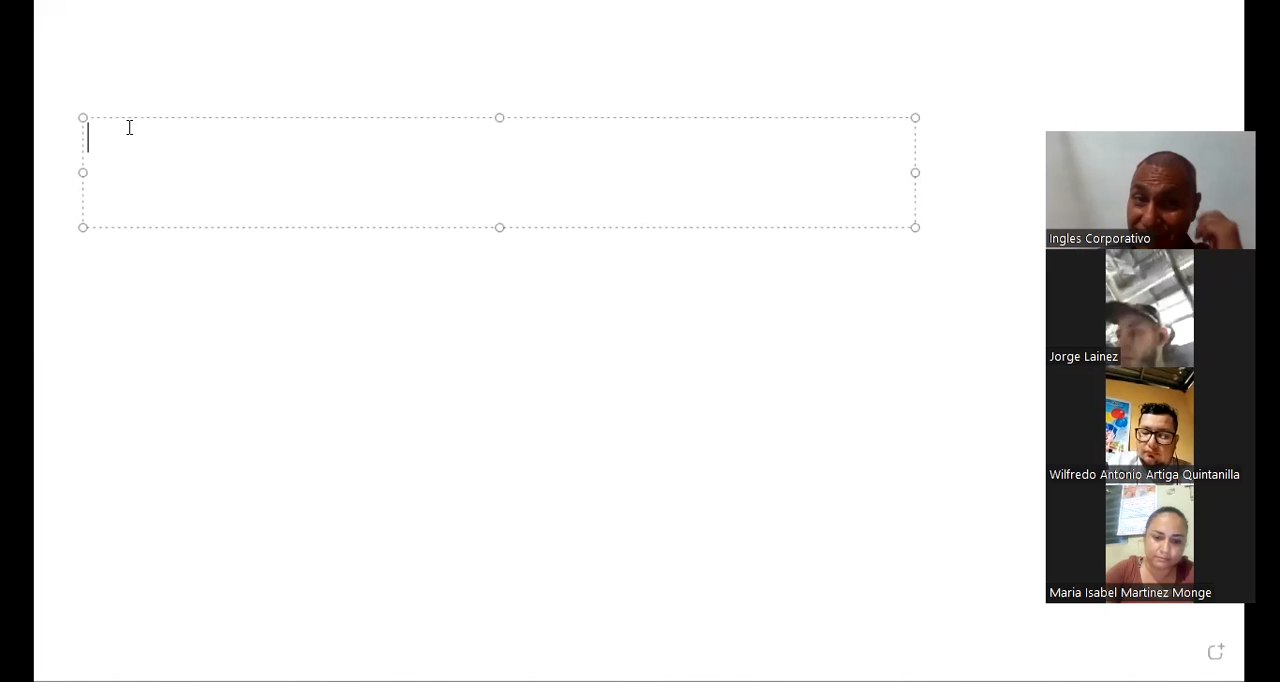 Ingles Corporativo
Jorge Lainez
Wilfredo Antonio Artiga Quintanilla
Maria Isabel Martinez Monge